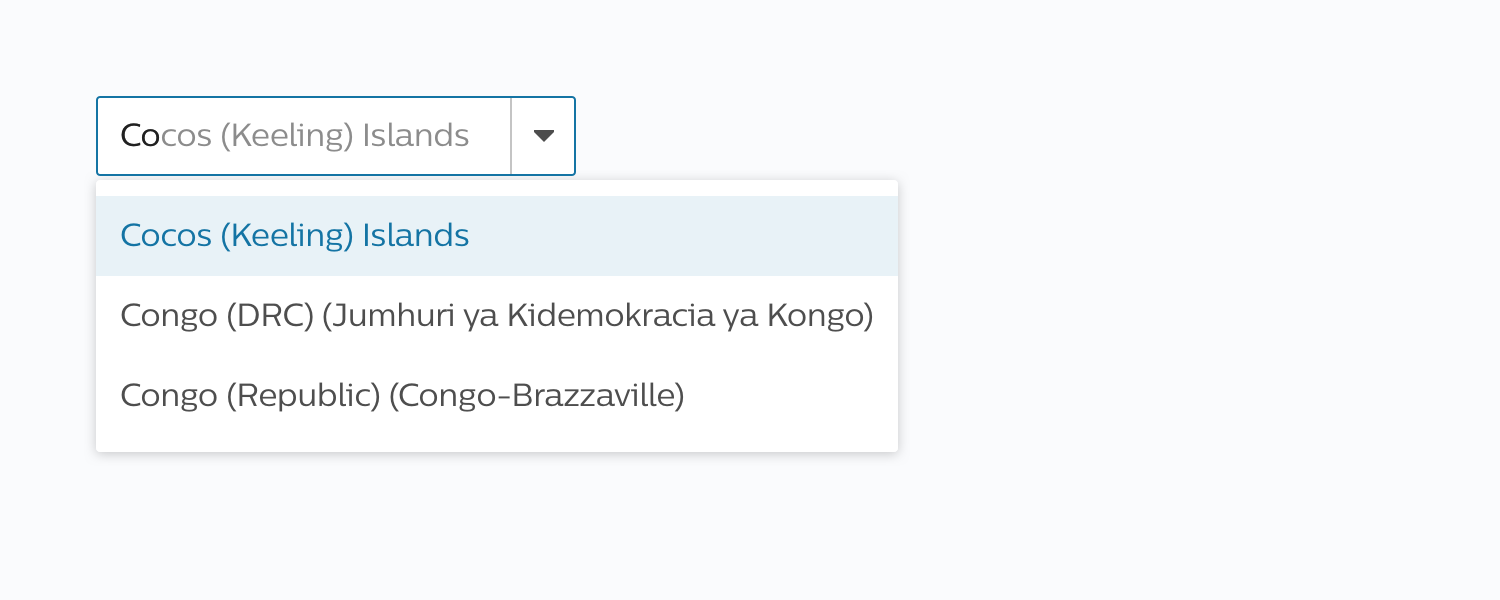 Cocos (Keeling) Islands
Cocos (Keeling) Islands
Congo (DRC) (Jumhuri ya Kidemokracia ya Kongo)
Congo (Republic) (Congo-Brazzaville)